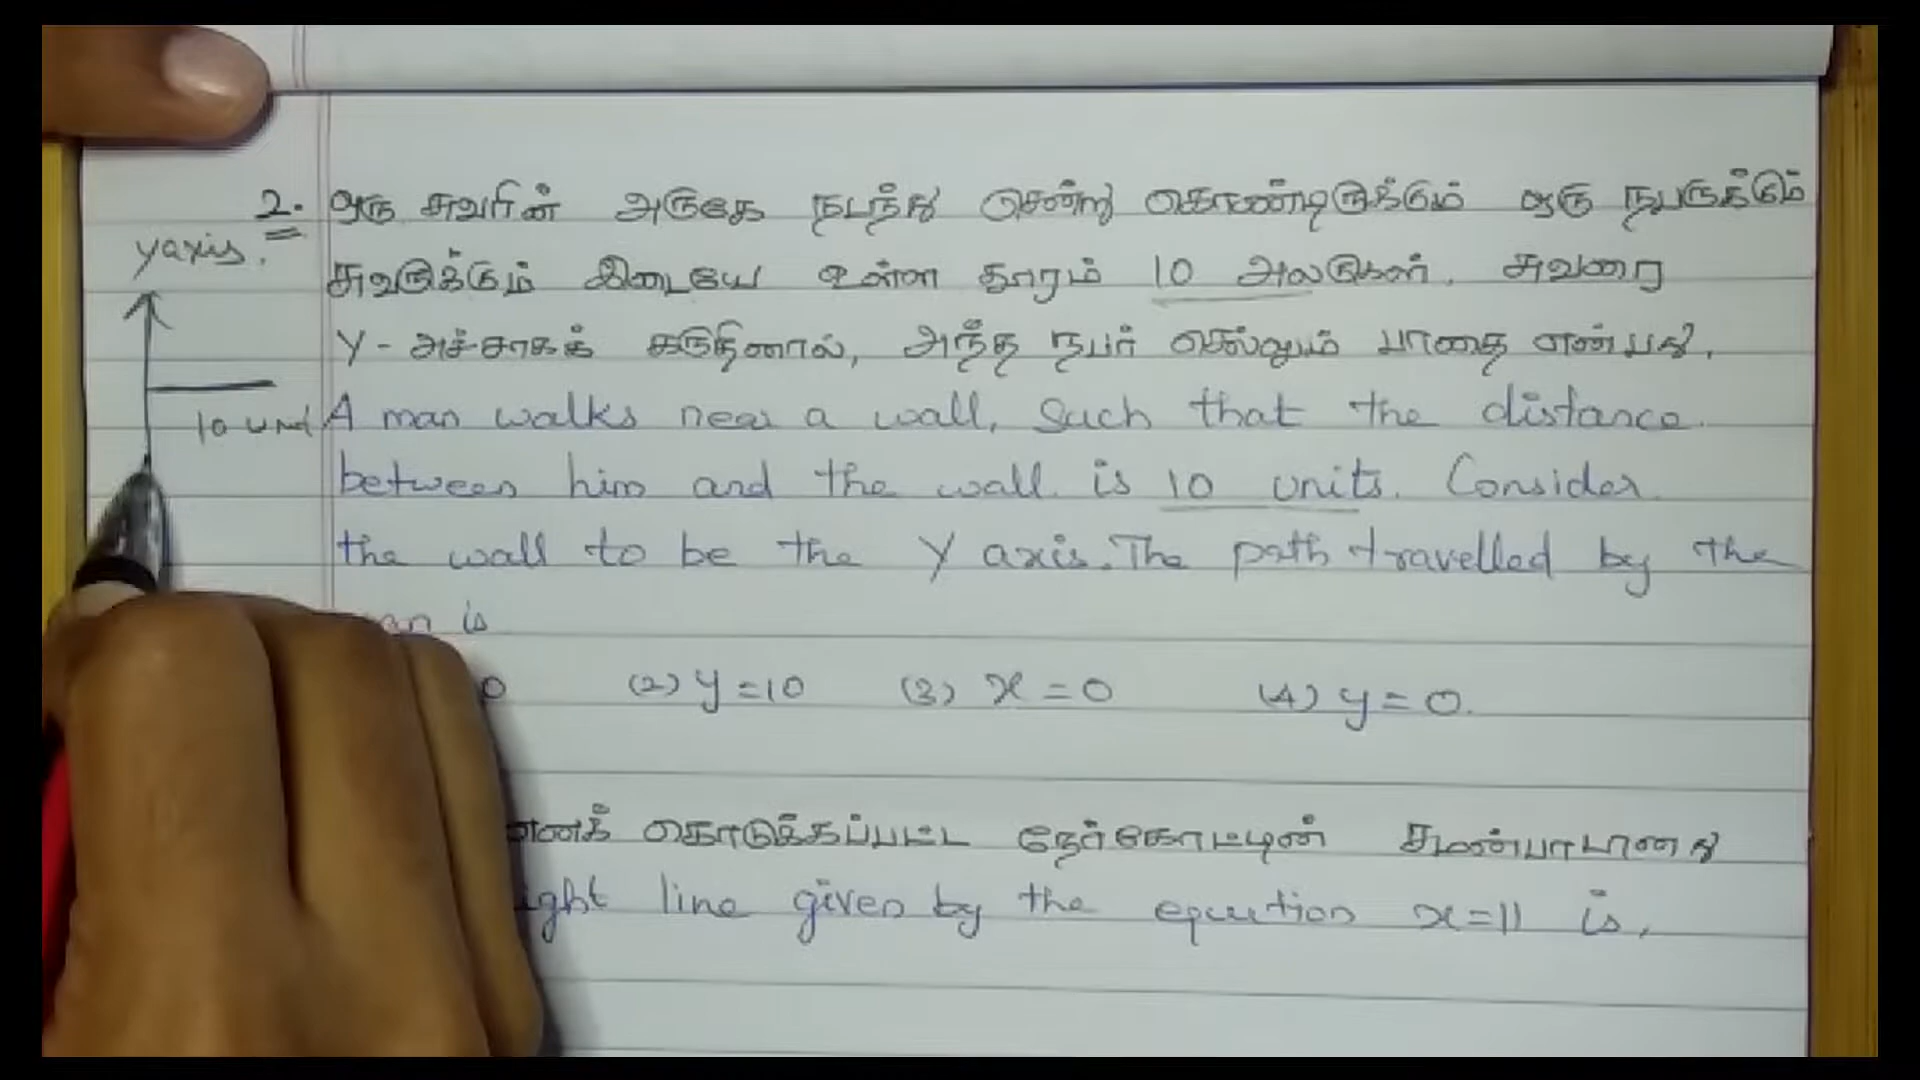 2. ஒரு சுவரின் அருகே நடந்து சென்று கொண்டிருக்கும் ஒரு நபருக்கும்
yaxis.
சுவருக்கும் இடையே உள்ள தூரம் 10 அலகுகள். சுவரை
Y - அச்சாகக் கருதினால், அந்த நபர் செல்லும் பாதை என்பது.
10 unit
A man walks near a wall, Such that the distance
between him and the wall is 10 units. Consider
the wall to be the Y axis. The path travelled by the
is
0 (2) y = 10 (3) x = 0 (4) y = 0.
எனக் கொடுக்கப்பட்ட நேர்கோட்டின் சமன்பாடானது
ight line given by the equation x = 11 is,